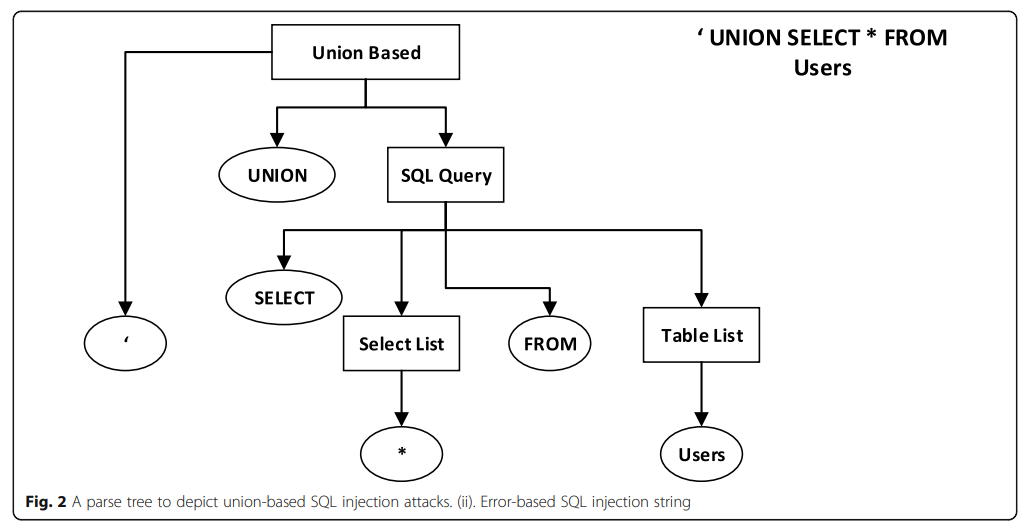 Union Based
‘ UNION SELECT * FROM
Users
UNION
SQL Query
SELECT
‘
Select List
FROM
Table List
*
Users
Fig. 2 A parse tree to depict union-based SQL injection attacks. (ii). Error-based SQL injection string